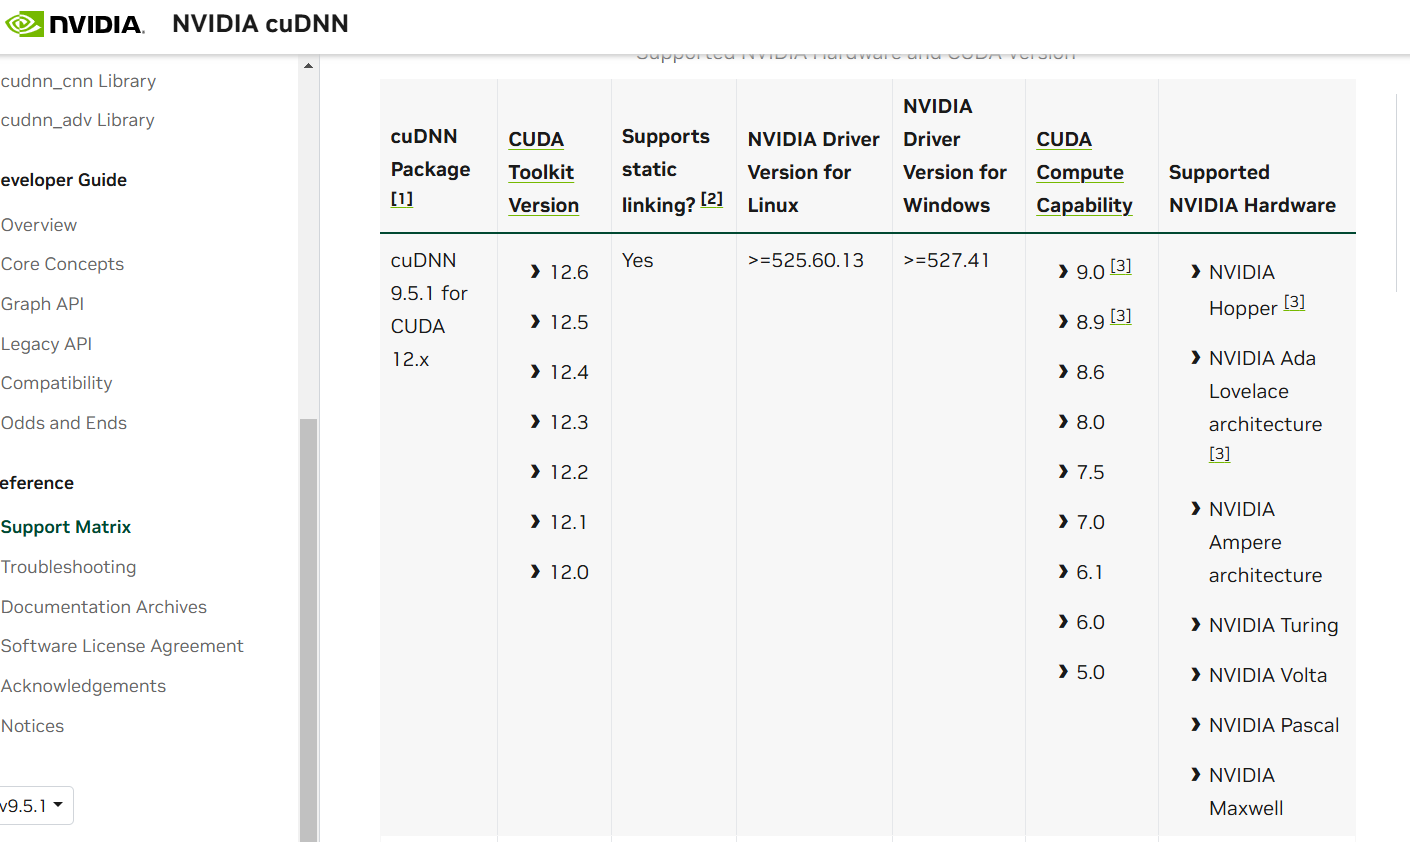 NVIDIA. NVIDIA cuDNN
cudnn_cnn Library
cudnn_adv Library
eveloper Guide
Overview
Core Concepts
Graph API
Legacy API
Compatibility
Odds and Ends
eference
Support Matrix
Troubleshooting
Documentation Archives
Software License Agreement
Acknowledgements
Notices
v9.5.1
Supported NVIDIA Hardware and CUDA Version
cuDNN
Package
[1]
CUDA
Toolkit
Version
Supports
static
linking? [2]
NVIDIA Driver
Version for
Linux
NVIDIA
Driver
Version for
Windows
CUDA
Compute
Capability
Supported
NVIDIA Hardware
cuDNN
9.5.1 for
CUDA
12.x
12.6
12.5
12.4
12.3
12.2
12.1
12.0
Yes
>=525.60.13
>=527.41
9.0 [3]
8.9 [3]
8.6
8.0
7.5
7.0
6.1
6.0
5.0
NVIDIA
Hopper [3]
NVIDIA Ada
Lovelace
architecture
[3]
NVIDIA
Ampere
architecture
NVIDIA Turing
NVIDIA Volta
NVIDIA Pascal
NVIDIA
Maxwell